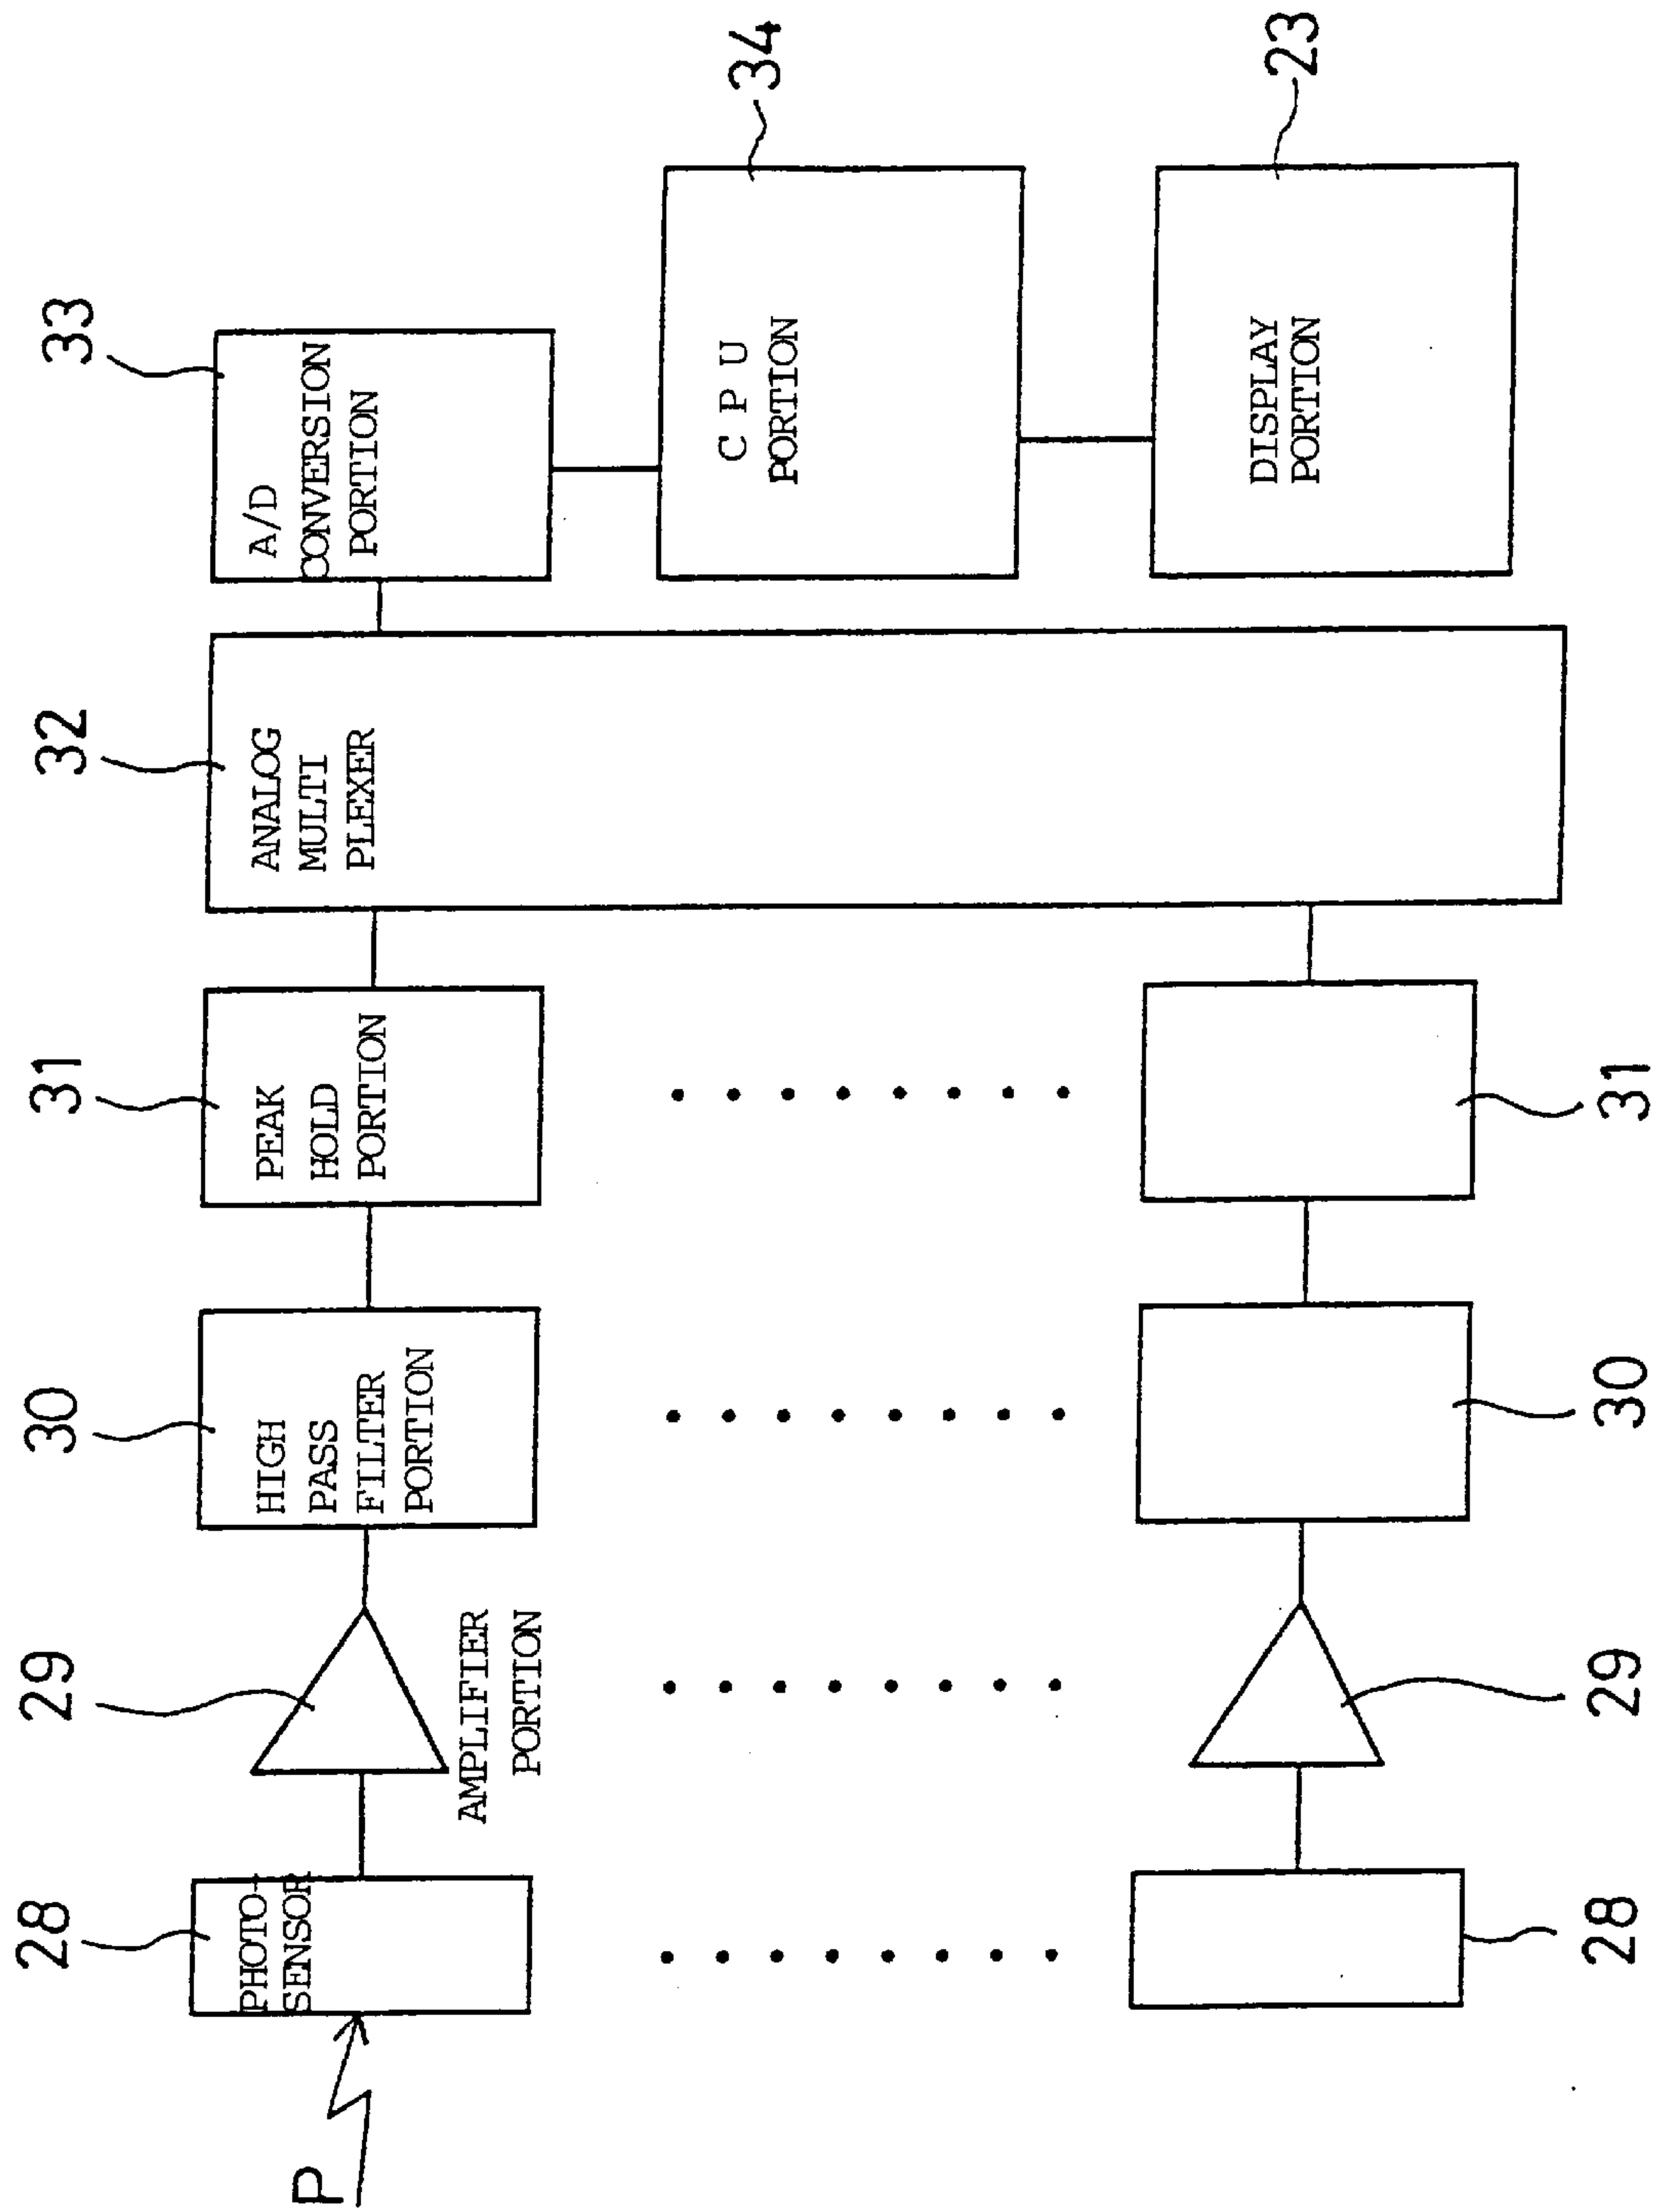 P
28
PHOTO-
SENSOR
29
AMPLIFIER
PORTION
30
HIGH
PASS
FILTER
PORTION
31
PEAK
HOLD
PORTION
32
ANALOG
MULTI
PLEXER
33
A/D
CONVERSION
PORTION
34
C P U
PORTION
23
DISPLAY
PORTION
28
29
30
31